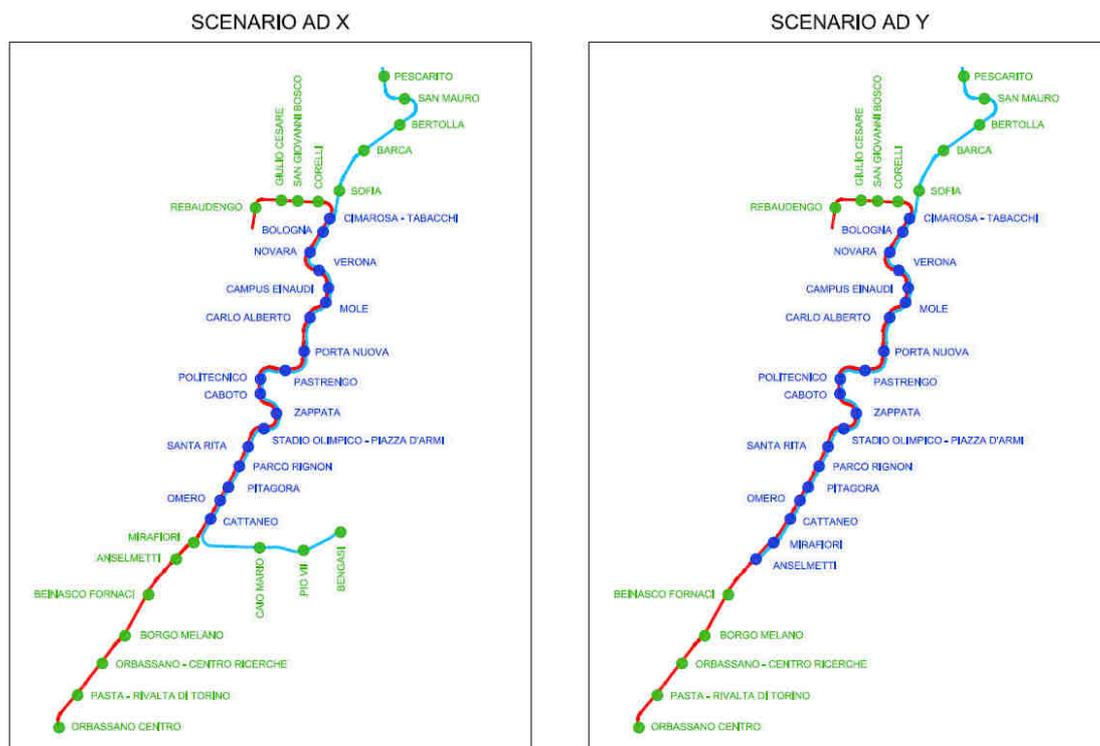 SCENARIO AD X
PESCARITO
SAN MAURO
BERTOLLA
BARCA
SOFIA
GIULIO CESARE
SAN GIOVANNI BOSCO
CORELLI
REBAUDENGO
CIMAROSA - TABACCHI
BOLOGNA
NOVARA
VERONA
CAMPUS EINAUDI
MOLE
CARLO ALBERTO
PORTA NUOVA
POLITECNICO
PASTRENGO
CABOTO
ZAPPATA
STADIO OLIMPICO - PIAZZA D'ARMI
SANTA RITA
PARCO RIGNON
PITAGORA
OMERO
CATTANEO
MIRAFIORI
ANSELMETTI
CAIO MARIO
PIO VII
BENGASI
BEINASCO FORNACI
BORGO MELANO
ORBASSANO - CENTRO RICERCHE
PASTA - RIVALTA DI TORINO
ORBASSANO CENTRO
SCENARIO AD Y
PESCARITO
SAN MAURO
BERTOLLA
BARCA
SOFIA
GIULIO CESARE
SAN GIOVANNI BOSCO
CORELLI
REBAUDENGO
CIMAROSA - TABACCHI
BOLOGNA
NOVARA
VERONA
CAMPUS EINAUDI
MOLE
CARLO ALBERTO
PORTA NUOVA
POLITECNICO
PASTRENGO
CABOTO
ZAPPATA
STADIO OLIMPICO - PIAZZA D'ARMI
SANTA RITA
PARCO RIGNON
PITAGORA
OMERO
CATTANEO
MIRAFIORI
ANSELMETTI
BEINASCO FORNACI
BORGO MELANO
ORBASSANO - CENTRO RICERCHE
PASTA - RIVALTA DI TORINO
ORBASSANO CENTRO